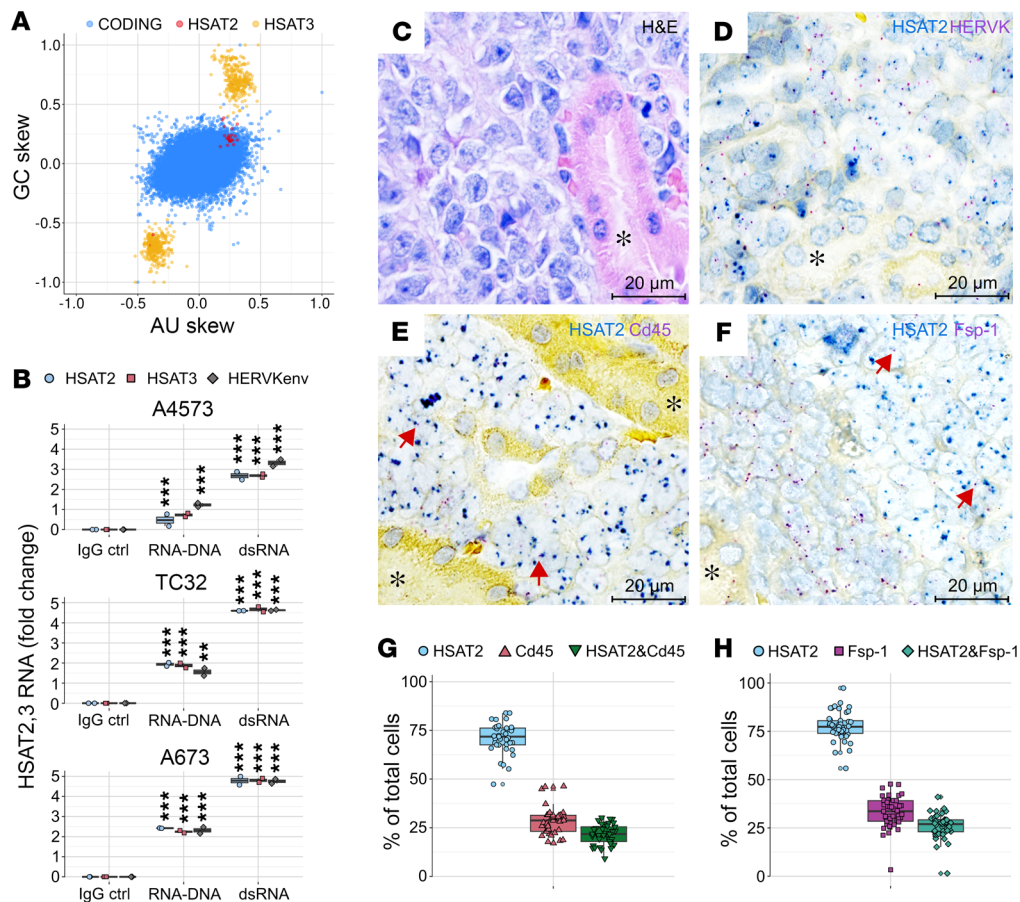 A
CODING HSAT2 HSAT3
GC skew
1.0
0.5
0.0
-0.5
-1.0
-1.0 -0.5 0.0 0.5 1.0
AU skew
B
HSAT2 HSAT3 HERVKenv
HSAT2,3 RNA (fold change)
A4573
5
4
3
2
1
0
*** *** *** *** ***
IgG ctrl RNA-DNA dsRNA
TC32
5
4
3
2
1
0
*** *** ** *** *** ***
IgG ctrl RNA-DNA dsRNA
A673
5
4
3
2
1
0
*** *** *** *** *** ***
IgG ctrl RNA-DNA dsRNA
C
H&E
*
20 µm
D
HSAT2 HERVK
*
20 µm
E
HSAT2 Cd45
*
*
20 µm
F
HSAT2 Fsp-1
*
20 µm
G
HSAT2 Cd45 HSAT2&Cd45
% of total cells
100
75
50
25
0
H
HSAT2 Fsp-1 HSAT2&Fsp-1
% of total cells
100
75
50
25
0